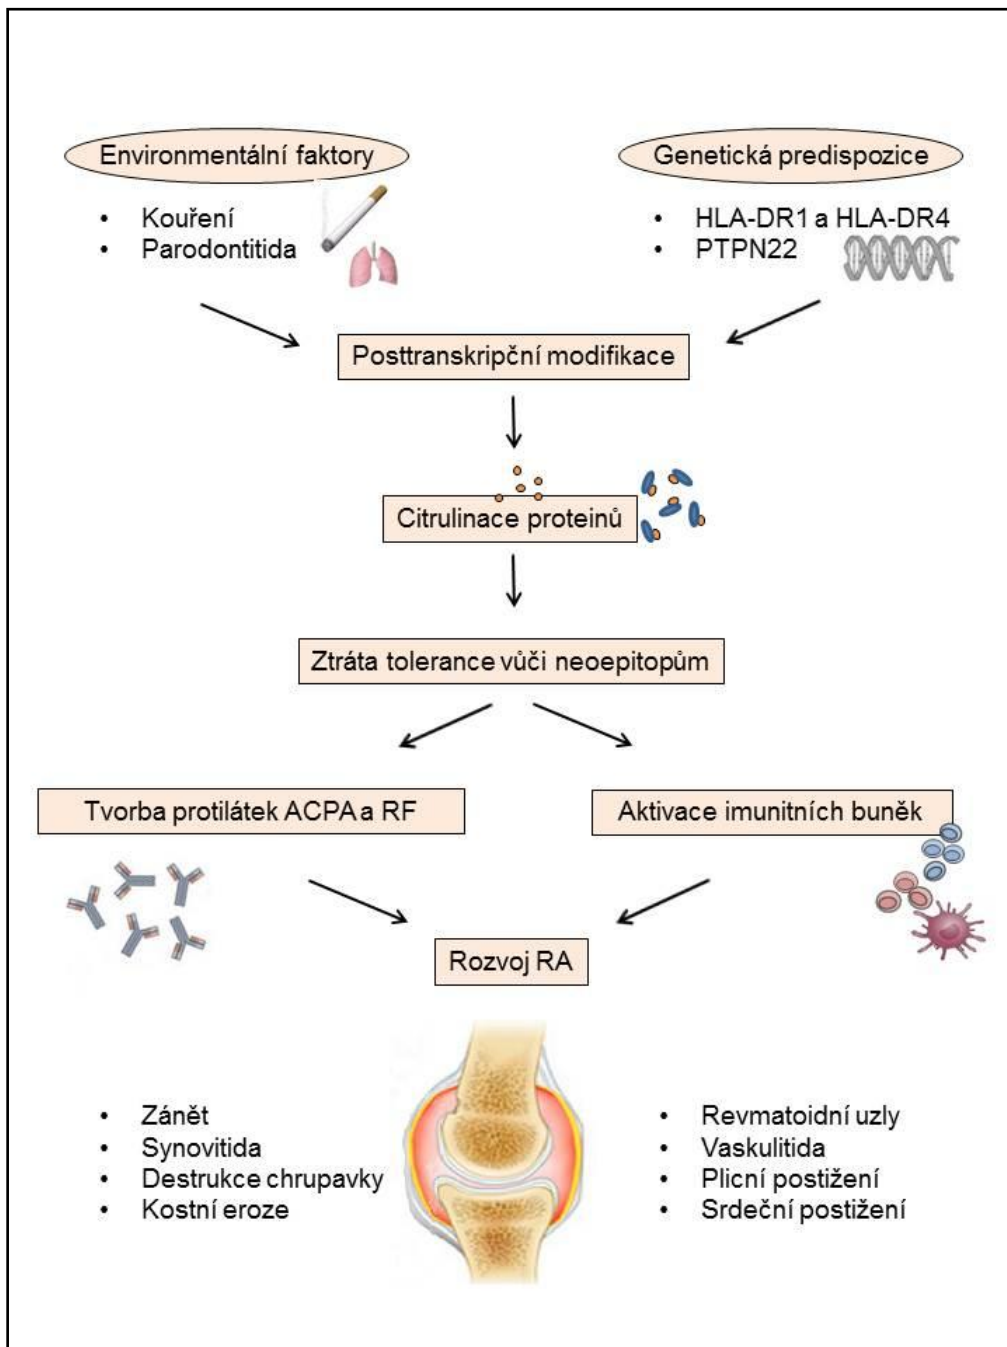 Environmentální faktory
Genetická predispozice
• Kouření
• Parodontitida
• HLA-DR1 a HLA-DR4
• PTPN22
Posttranskripční modifikace
Citrulinace proteinů
Ztráta tolerance vůči neoepitopům
Tvorba protilátek ACPA a RF
Aktivace imunitních buněk
Rozvoj RA
• Zánět
• Synovitida
• Destrukce chrupavky
• Kostní eroze
• Revmatoidní uzly
• Vaskulitida
• Plicní postižení
• Srdeční postižení